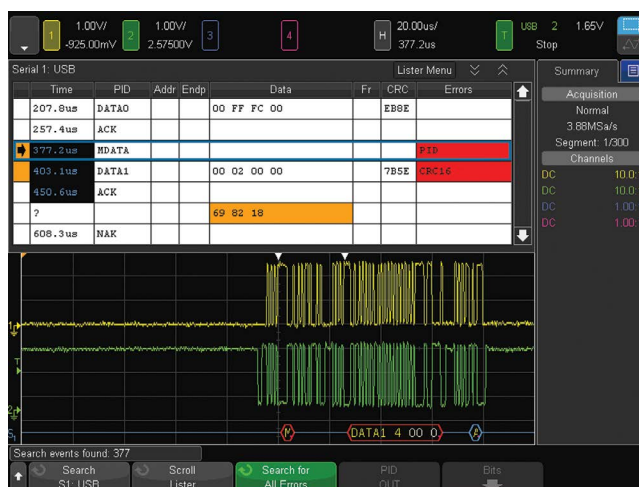 1 1.00V/ -925.00mV 2 1.00V/ 2.57500V 3 4 H 20.00us/ 377.2us T USB 2 1.65V Stop
Serial 1: USB Lister Menu Summary
Time PID Addr Endp Data Fr CRC Errors
207.8us DATA0 00 FF FC 00 EB8E
257.4us ACK
377.2us MDATA PID
403.1us DATA1 00 02 00 00 7B5E CRC16
450.6us ACK
? 69 82 18
608.3us NAK
Acquisition
Normal
3.88MSa/s
Segment: 1/300
Channels
DC 10.0:
DC 10.0:
DC 1.00:
DC 1.00:
1
T
2
S1 M DATA1 4 00 0
Search events found: 377
Search S1: USB
Scroll Lister
Search for All Errors
PID OUT
Bits